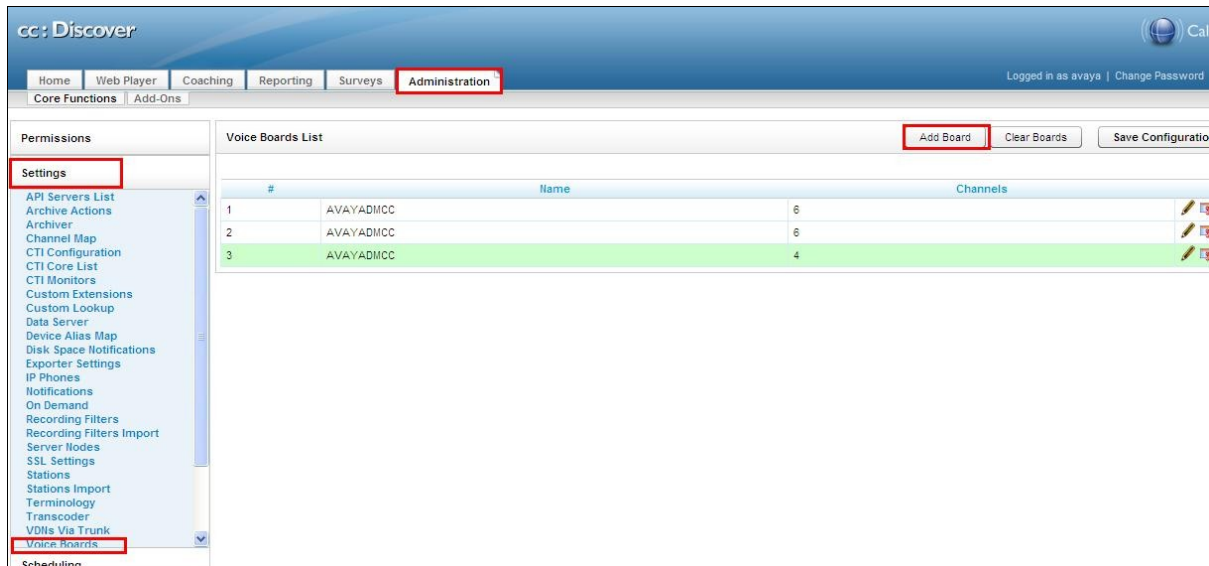 cc: Discover
Cal
Home Web Player Coaching Reporting Surveys Administration
Logged in as avaya | Change Password
Core Functions Add-Ons
Permissions
Settings
API Servers List
Archive Actions
Archiver
Channel Map
CTI Configuration
CTI Core List
CTI Monitors
Custom Extensions
Custom Lookup
Data Server
Device Alias Map
Disk Space Notifications
Exporter Settings
IP Phones
Notifications
On Demand
Recording Filters
Recording Filters Import
Server Nodes
SSL Settings
Stations
Stations Import
Terminology
Transcoder
VDNs Via Trunk
Voice Boards
Scheduling
Voice Boards List Add Board Clear Boards Save Configuratio
# Name Channels
1 AVAYADMCC 6
2 AVAYADMCC 6
3 AVAYADMCC 4